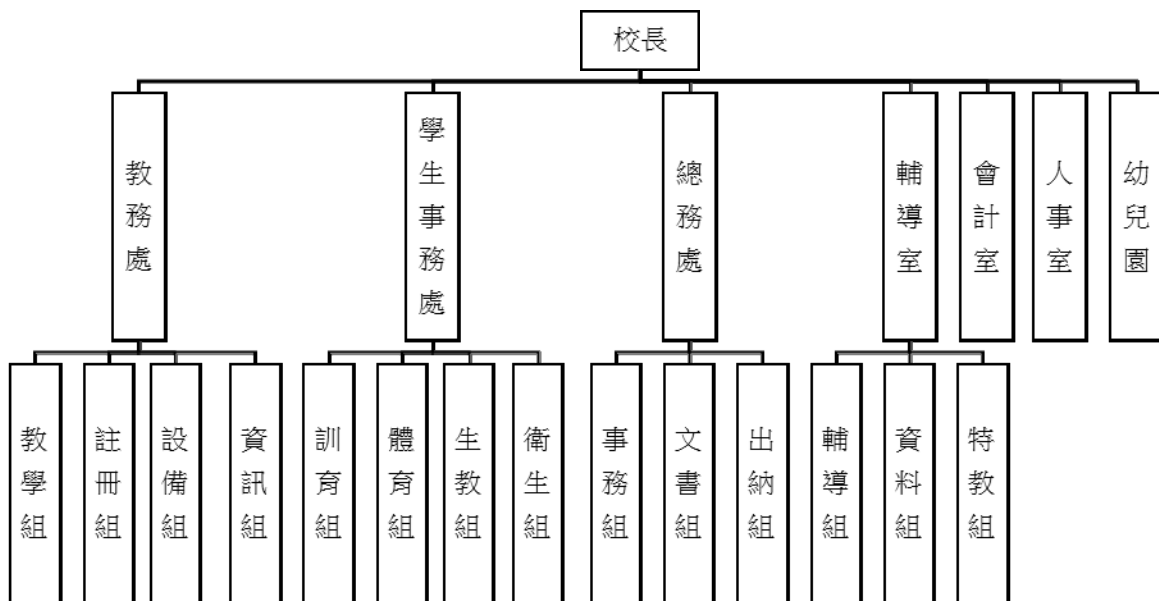 校長
教務處
學生事務處
總務處
輔導室
會計室
人事室
幼兒園
教學組
註冊組
設備組
資訊組
訓育組
體育組
生教組
衛生組
事務組
文書組
出納組
輔導組
資料組
特教組